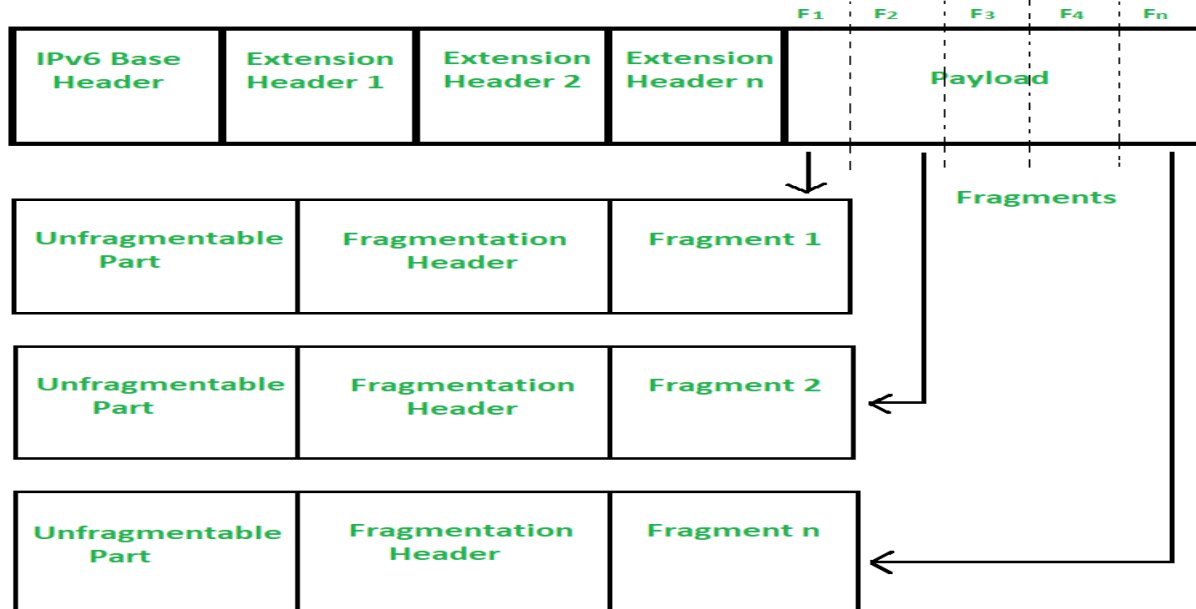 F1 F2 F3 F4 Fn
IPv6 Base
Header
Extension
Header 1
Extension
Header 2
Extension
Header n
Payload
Fragments
Unfragmentable
Part
Fragmentation
Header
Fragment 1
Unfragmentable
Part
Fragmentation
Header
Fragment 2
Unfragmentable
Part
Fragmentation
Header
Fragment n